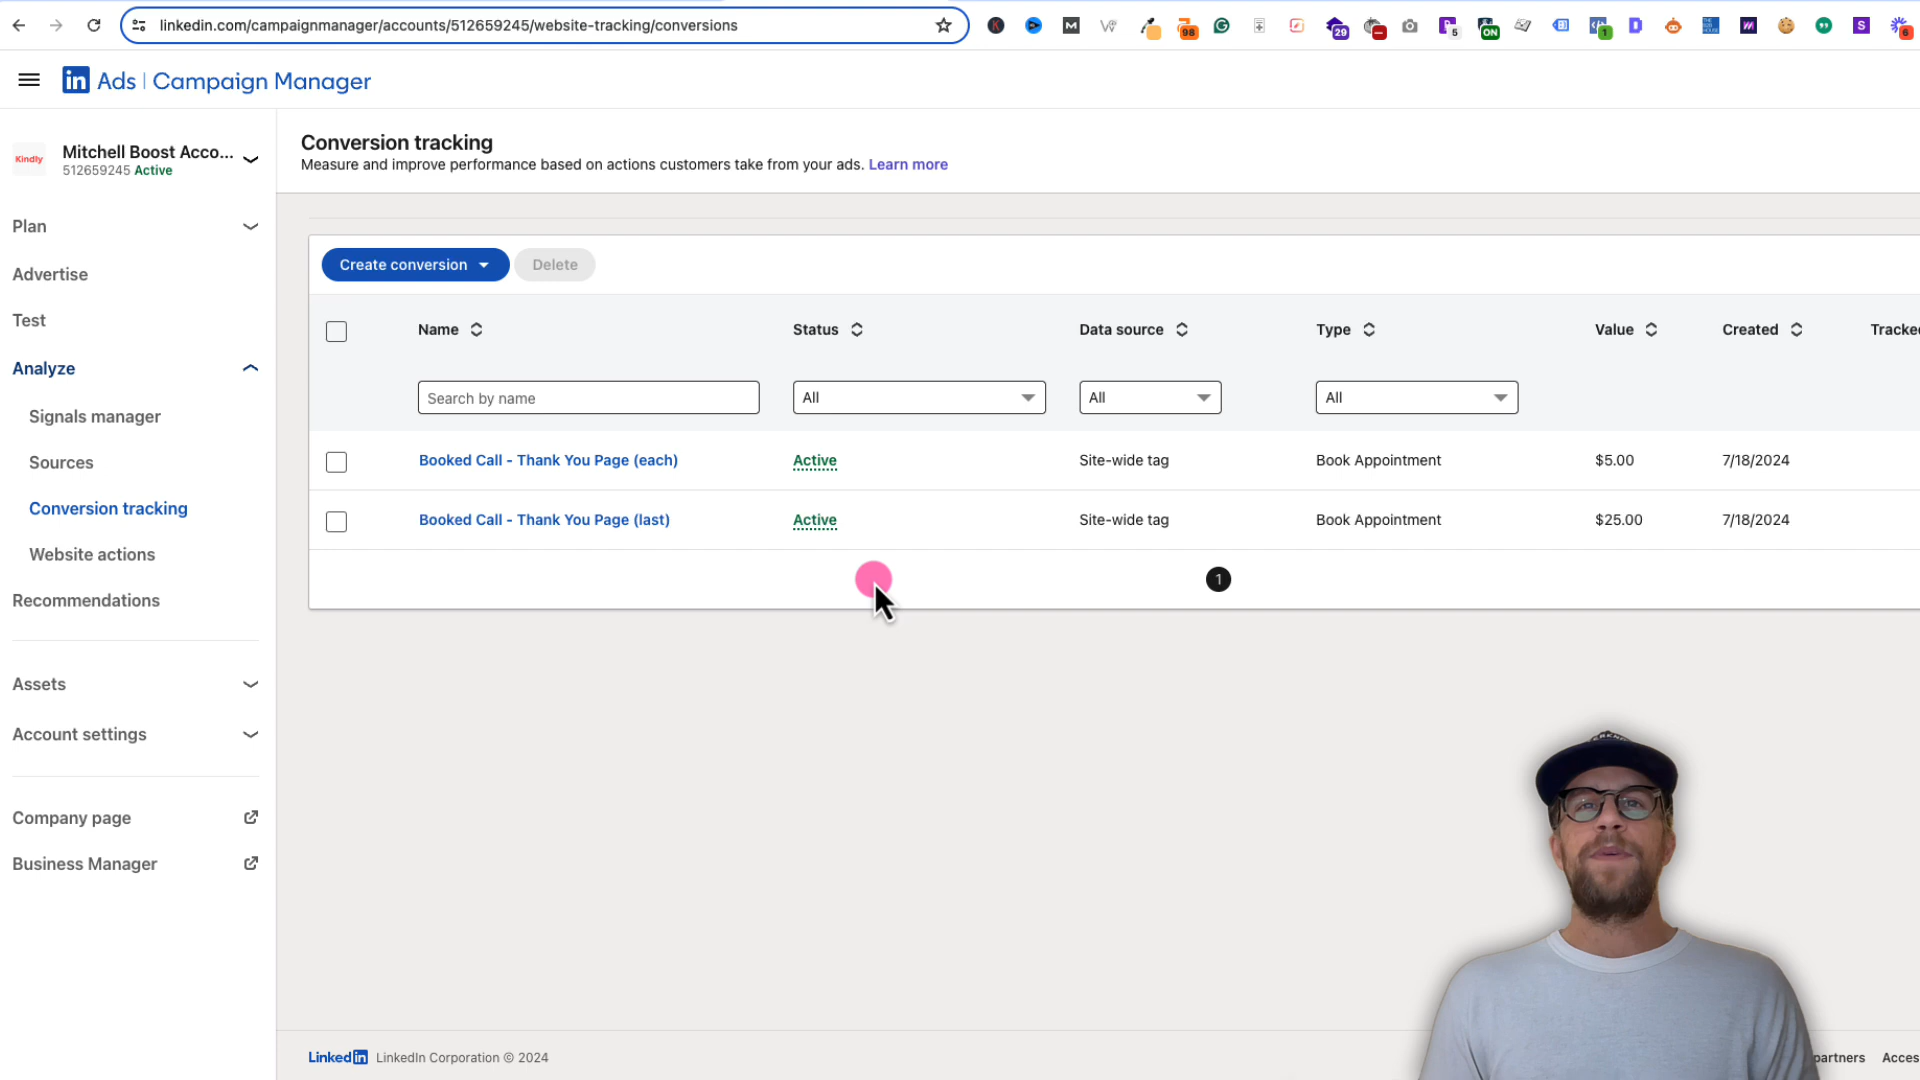 linkedin.com/campaignmanager/accounts/512659245/website-tracking/conversions
in Ads | Campaign Manager
Kindly
Mitchell Boost Acco...
512659245 Active
Plan
Advertise
Test
Analyze
Signals manager
Sources
Conversion tracking
Website actions
Recommendations
Assets
Account settings
Company page
Business Manager
Conversion tracking
Measure and improve performance based on actions customers take from your ads. Learn more
Create conversion Delete
Name Status Data source Type Value Created Tracke
Search by name All All All
Booked Call - Thank You Page (each) Active Site-wide tag Book Appointment $5.00 7/18/2024
Booked Call - Thank You Page (last) Active Site-wide tag Book Appointment $25.00 7/18/2024
1
LinkedIn LinkedIn Corporation © 2024
partners Acces